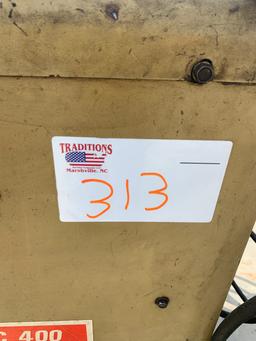 TRADITIONS
Marshville, NC
313
C 400